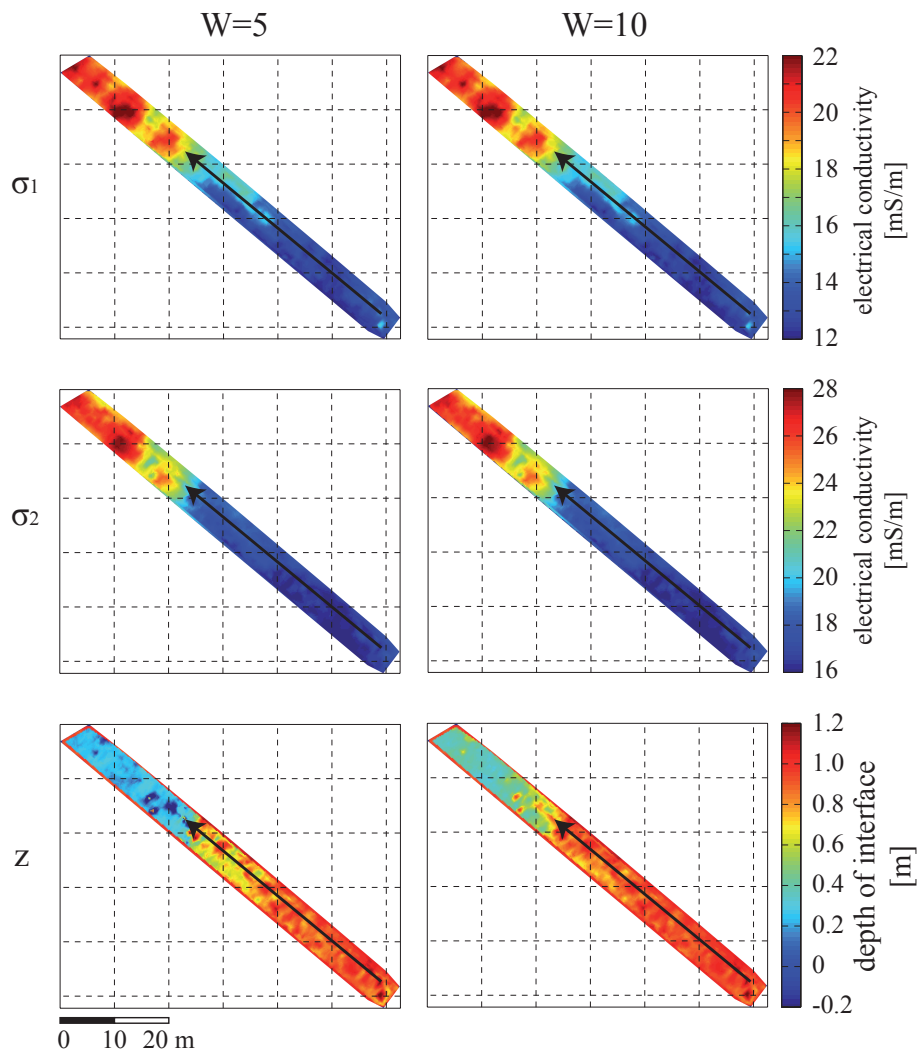 W=5 W=10
σ1
22
20
18
16
14
12
electrical conductivity
[mS/m]
σ2
28
26
24
22
20
18
16
electrical conductivity
[mS/m]
z
1.2
1.0
0.8
0.6
0.4
0.2
0
-0.2
depth of interface
[m]
0 10 20 m